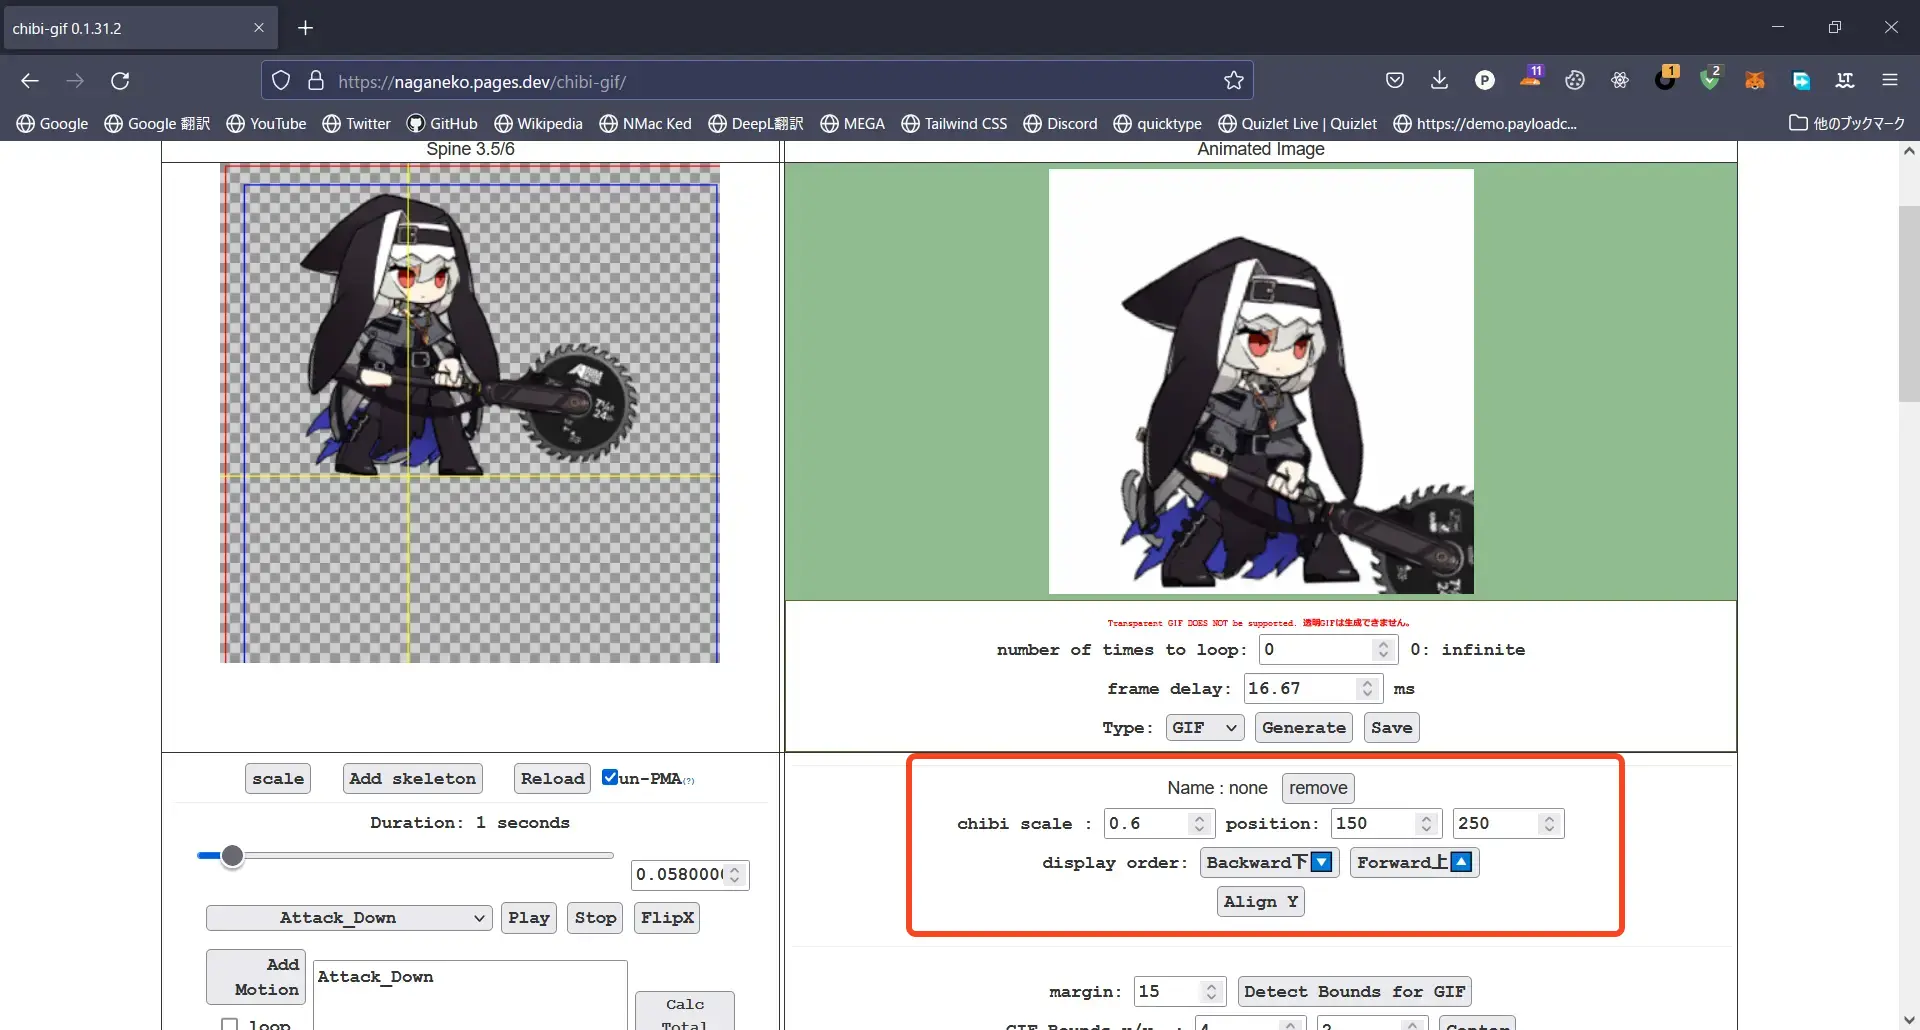 chibi-gif 0.1.31.2
https://naganeko.pages.dev/chibi-gif/
11
1
2
Google
Google 翻訳
YouTube
Twitter
GitHub
Wikipedia
NMac Ked
DeepL翻訳
MEGA
Tailwind CSS
Discord
quicktype
Quizlet Live | Quizlet
https://demo.payloadc...
他のブックマーク
Spine 3.5/6
Animated Image
Transparent GIF DOES NOT be supported. 透明GIFは生成できません。
number of times to loop: 0 0: infinite
frame delay: 16.67 ms
Type: GIF Generate Save
scale Add skeleton Reload un-PMA(?)
Duration: 1 seconds
Attack_Down Play Stop FlipX
Add Motion
Attack_Down
Calc Total
loop
Name : none remove
chibi scale : 0.6 position: 150 250
display order: Backward下▼ Forward上▲
Align Y
margin: 15 Detect Bounds for GIF